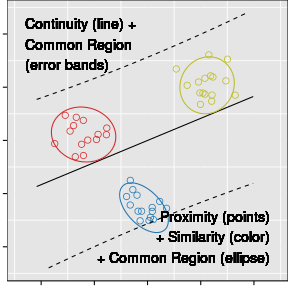 Continuity (line) +
Common Region
(error bands)
Proximity (points)
+ Similarity (color)
+ Common Region (ellipse)